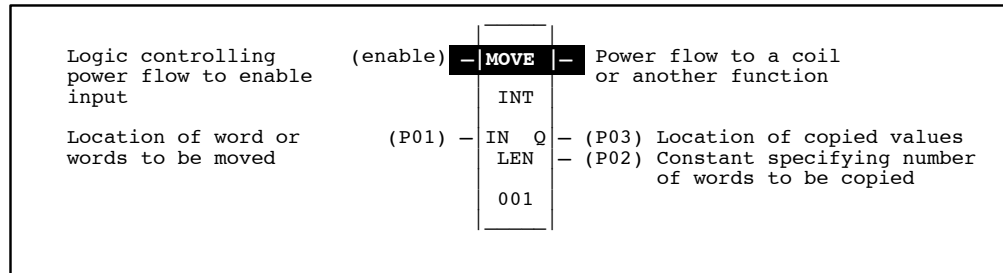 Logic controlling (enable) MOVE Power flow to a coil
power flow to enable or another function
input INT
Location of word or (P01) IN Q (P03) Location of copied values
words to be moved LEN (P02) Constant specifying number
of words to be copied
001